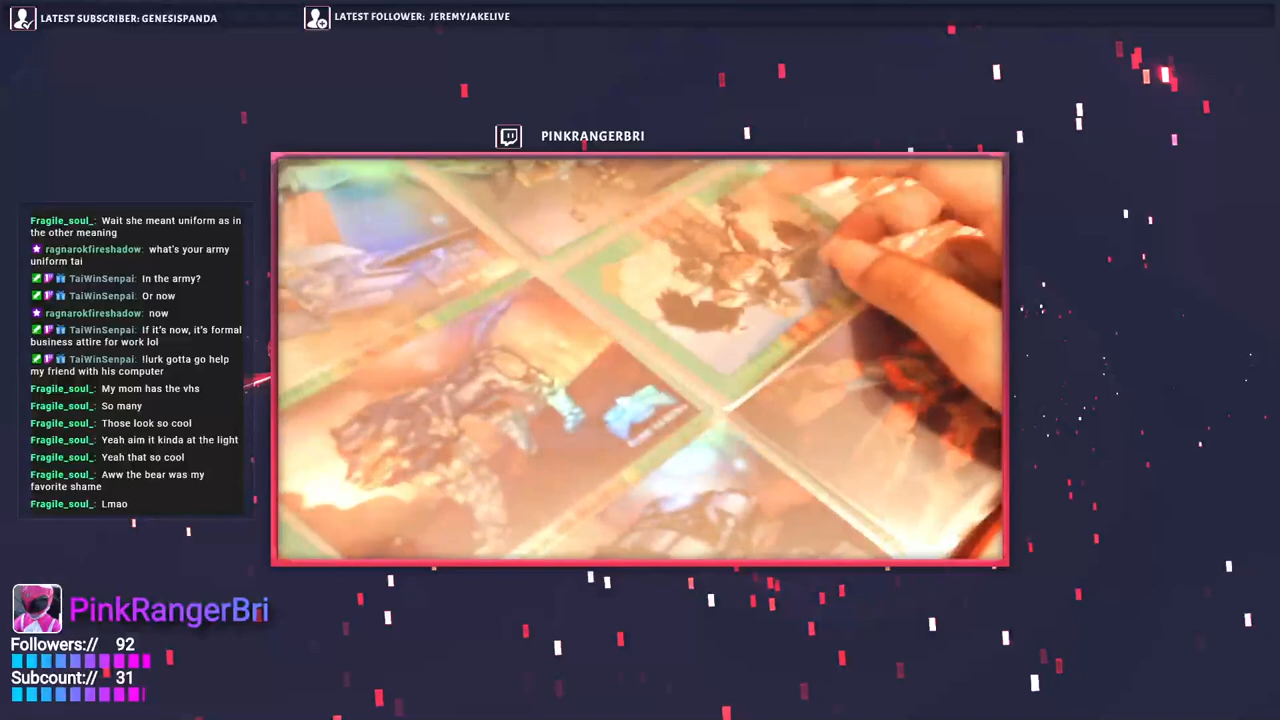 LATEST SUBSCRIBER: GENESISPANDA
LATEST FOLLOWER: JEREMYJAKELIVE
PINKRANGERBRI
Fragile_soul_: Wait she meant uniform as in
the other meaning
ragnarokfireshadow: what's your army
uniform tai
TaiWinSenpai: In the army?
TaiWinSenpai: Or now
ragnarokfireshadow: now
TaiWinSenpai: If it's now, it's formal
business attire for work lol
TaiWinSenpai: !lurk gotta go help
my friend with his computer
Fragile_soul_: My mom has the vhs
Fragile_soul_: So many
Fragile_soul_: Those look so cool
Fragile_soul_: Yeah aim it kinda at the light
Fragile_soul_: Yeah that so cool
Fragile_soul_: Aww the bear was my
favorite shame
Fragile_soul_: Lmao
PinkRangerBri
Followers:// 92
Subcount:// 31